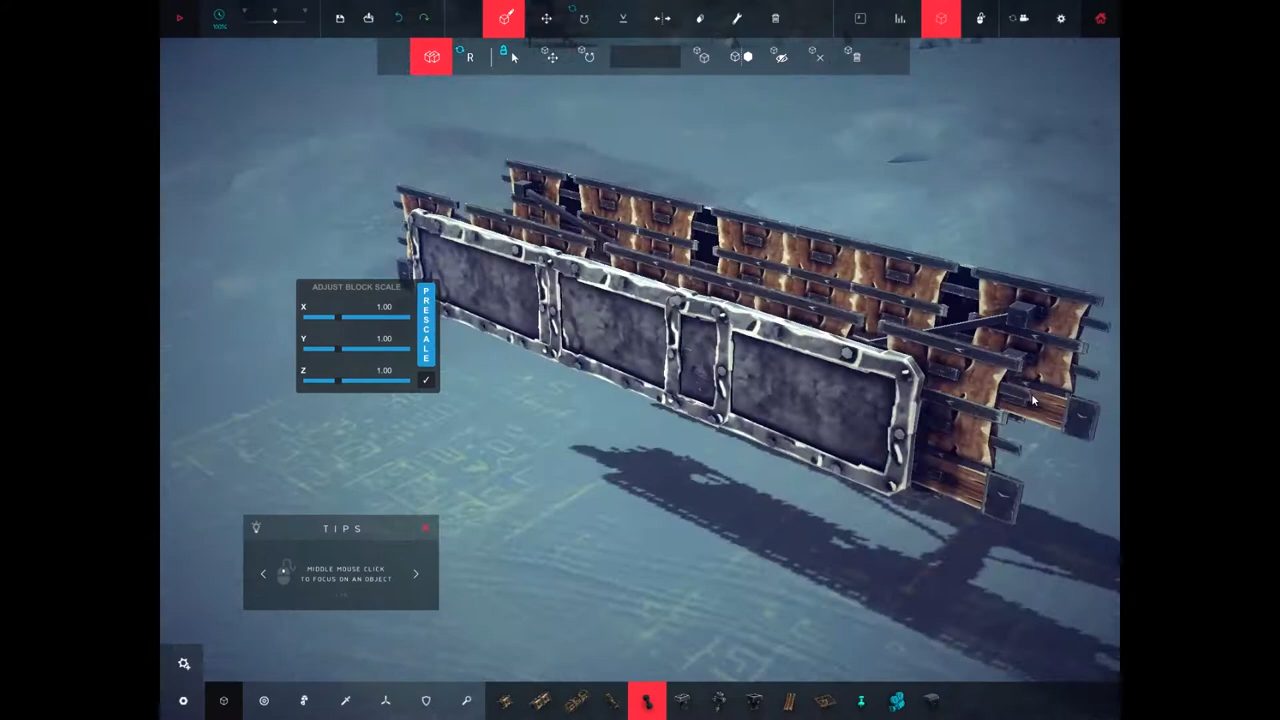 100%
R
ADJUST BLOCK SCALE
X 1.00
Y 1.00
Z 1.00
PRESCALE
TIPS
MIDDLE MOUSE CLICK
TO FOCUS ON AN OBJECT